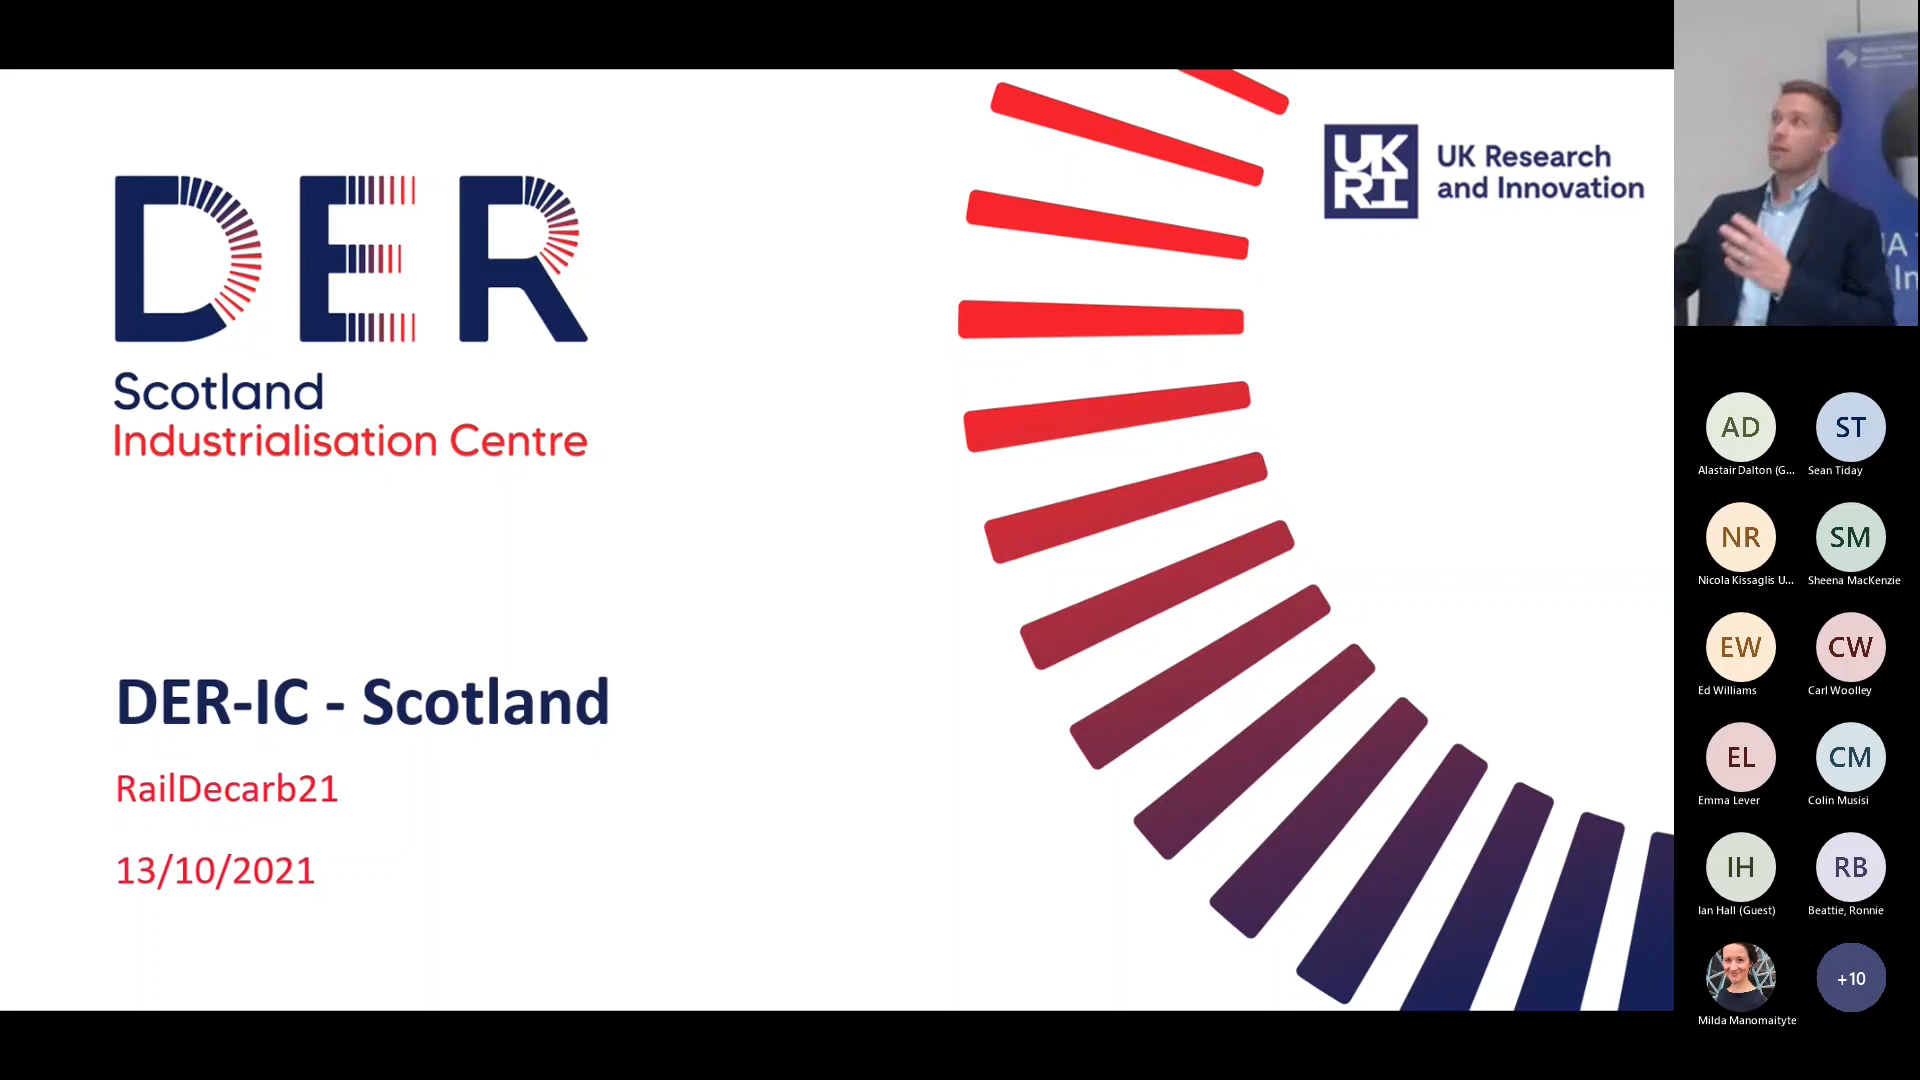 DER
Scotland
Industrialisation Centre
UK
RI
UK Research
and Innovation
DER-IC - Scotland
RailDecarb21
13/10/2021
AD
Alastair Dalton (G...
ST
Sean Tiday
NR
Nicola Kissaglis U...
SM
Sheena MacKenzie
EW
Ed Williams
CW
Carl Woolley
EL
Emma Lever
CM
Colin Musisi
IH
Ian Hall (Guest)
RB
Beattie, Ronnie
Milda Manomaityte
+10